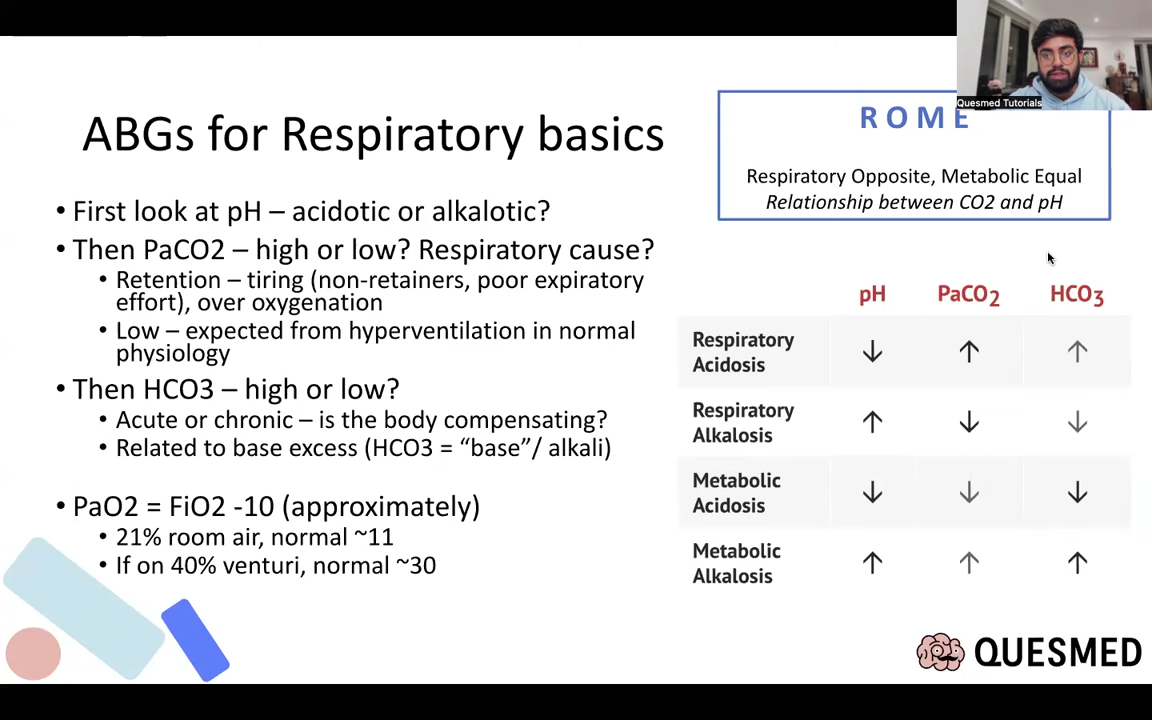 Quesmed Tutorials
ABGs for Respiratory basics
• First look at pH – acidotic or alkalotic?
• Then PaCO2 – high or low? Respiratory cause?
• Retention – tiring (non-retainers, poor expiratory
effort), over oxygenation
• Low – expected from hyperventilation in normal
physiology
• Then HCO3 – high or low?
• Acute or chronic – is the body compensating?
• Related to base excess (HCO3 = “base”/ alkali)
• PaO2 = FiO2 -10 (approximately)
• 21% room air, normal ~11
• If on 40% venturi, normal ~30
R O M E
Respiratory Opposite, Metabolic Equal
Relationship between CO2 and pH
pH PaCO2 HCO3
Respiratory
Acidosis ↓ ↑ ↑
Respiratory
Alkalosis ↑ ↓ ↓
Metabolic
Acidosis ↓ ↓ ↓
Metabolic
Alkalosis ↑ ↑ ↑
QUESMED